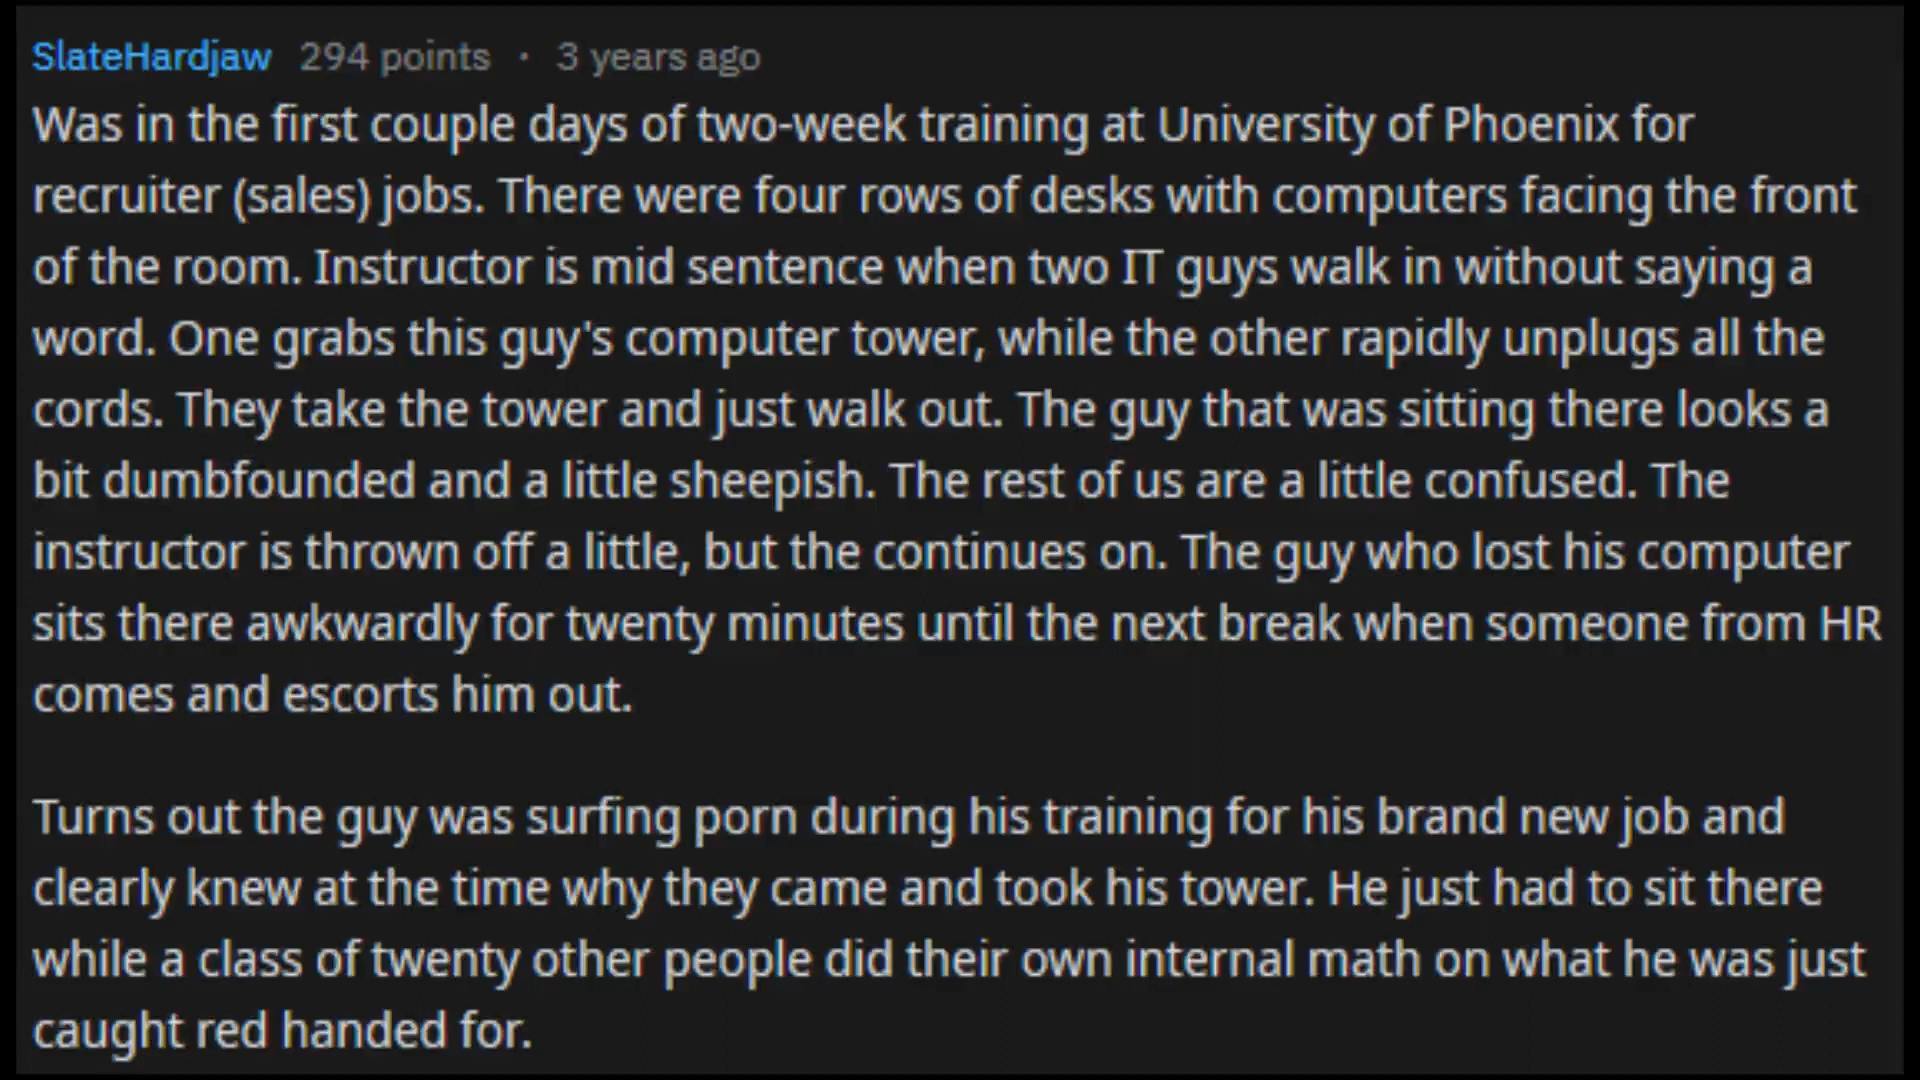 SlateHardjaw 294 points · 3 years ago
Was in the first couple days of two-week training at University of Phoenix for
recruiter (sales) jobs. There were four rows of desks with computers facing the front
of the room. Instructor is mid sentence when two IT guys walk in without saying a
word. One grabs this guy's computer tower, while the other rapidly unplugs all the
cords. They take the tower and just walk out. The guy that was sitting there looks a
bit dumbfounded and a little sheepish. The rest of us are a little confused. The
instructor is thrown off a little, but the continues on. The guy who lost his computer
sits there awkwardly for twenty minutes until the next break when someone from HR
comes and escorts him out.
Turns out the guy was surfing porn during his training for his brand new job and
clearly knew at the time why they came and took his tower. He just had to sit there
while a class of twenty other people did their own internal math on what he was just
caught red handed for.